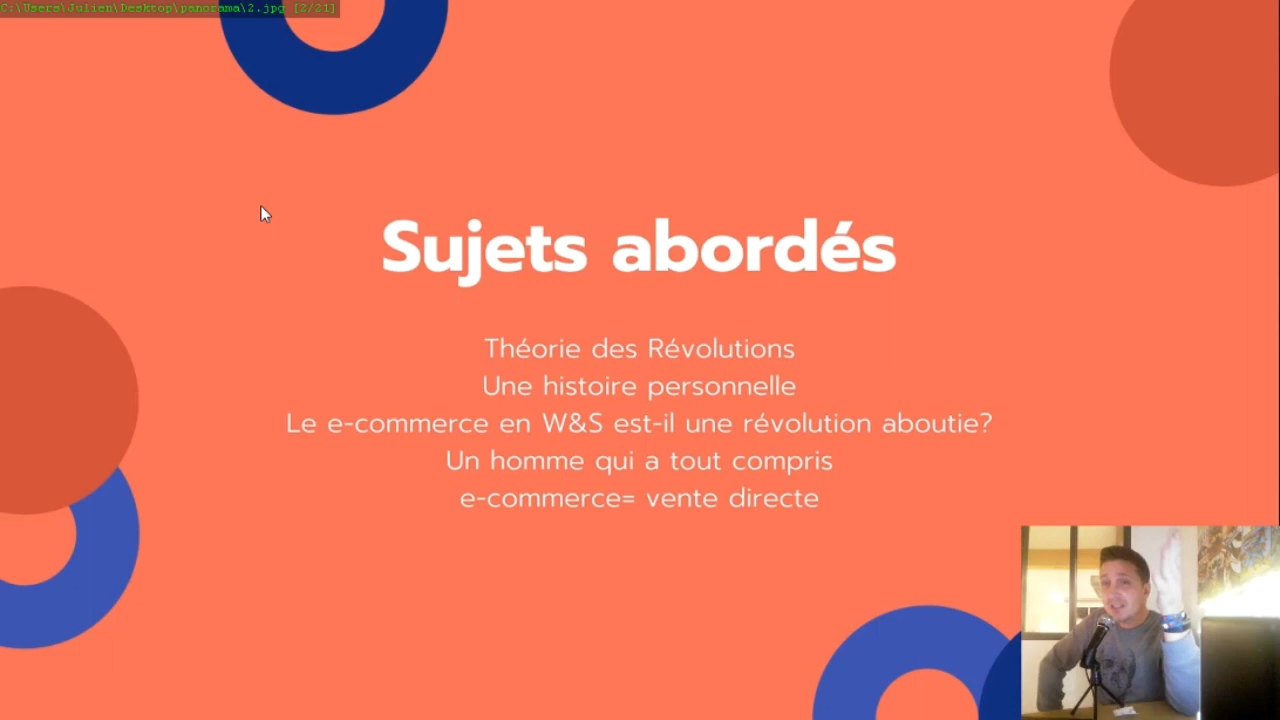 C:\Users\Julien\Desktop\panorama\2.jpg [2/21]
Sujets abordés
Théorie des Révolutions
Une histoire personnelle
Le e-commerce en W&S est-il une révolution aboutie?
Un homme qui a tout compris
e-commerce= vente directe